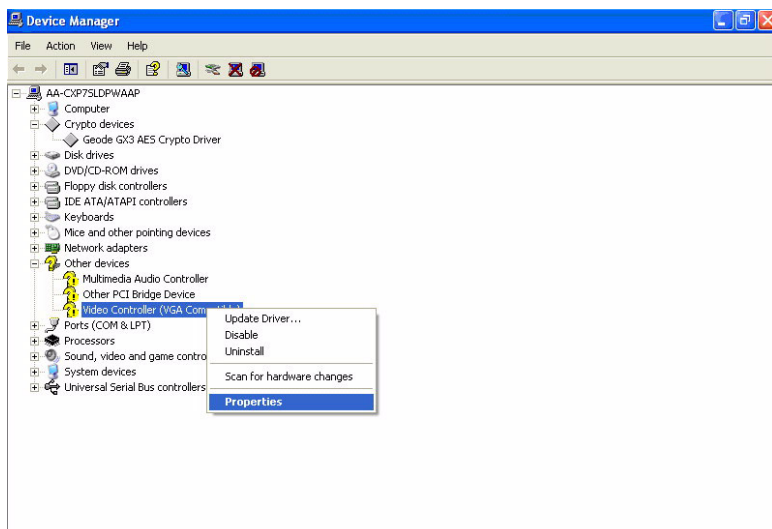 Device Manager
File Action View Help
AA-CXP7SLDPWAAP
Computer
Crypto devices
Geode GX3 AES Crypto Driver
Disk drives
DVD/CD-ROM drives
Floppy disk controllers
IDE ATA/ATAPI controllers
Keyboards
Mice and other pointing devices
Network adapters
Other devices
Multimedia Audio Controller
Other PCI Bridge Device
Video Controller (VGA Compatible)
Ports (COM & LPT)
Processors
Sound, video and game contro
System devices
Universal Serial Bus controllers
Update Driver...
Disable
Uninstall
Scan for hardware changes
Properties